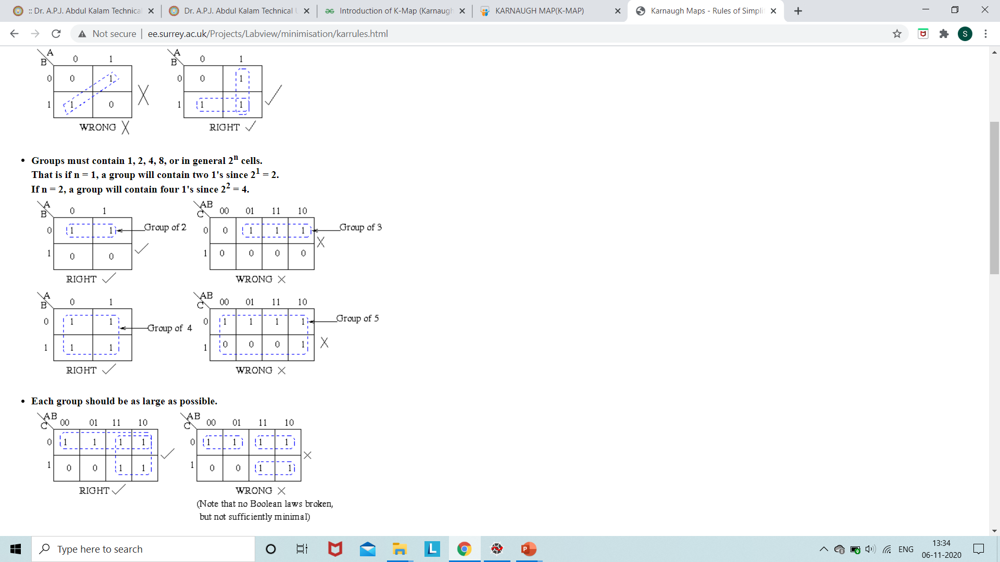 :: Dr. A.P.J. Abdul Kalam Technical
Dr. A.P.J. Abdul Kalam Technical U
Introduction of K-Map (Karnaugh
KARNAUGH MAP(K-MAP)
Karnaugh Maps - Rules of Simpli
Not secure
ee.surrey.ac.uk/Projects/Labview/minimisation/karrules.html
S
A 0 1
B
0 0 1
1 1 0
WRONG X
A 0 1
B
0 0 1
1 1 1
RIGHT ✓
• Groups must contain 1, 2, 4, 8, or in general 2ⁿ cells.
That is if n = 1, a group will contain two 1's since 2¹ = 2.
If n = 2, a group will contain four 1's since 2² = 4.
A 0 1
B
0 1 1 Group of 2
1 0 0
RIGHT ✓
AB 00 01 11 10
C
0 0 1 1 1 Group of 3
1 0 0 0 0
WRONG X
A 0 1
B
0 1 1 Group of 4
1 1 1
RIGHT ✓
AB 00 01 11 10
C
0 1 1 1 1 Group of 5
1 0 0 0 1
WRONG X
• Each group should be as large as possible.
AB 00 01 11 10
C
0 1 1 1 1
1 0 0 1 1
RIGHT ✓
AB 00 01 11 10
C
0 1 1 1 1
1 0 0 1 1
WRONG X
(Note that no Boolean laws broken,
but not sufficiently minimal)
Type here to search
L
P
ENG
13:34
06-11-2020